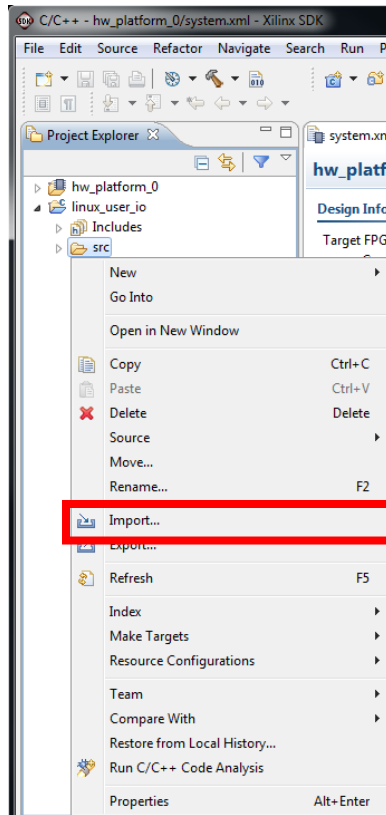 C/C++ - hw_platform_0/system.xml - Xilinx SDK
File Edit Source Refactor Navigate Search Run
Project Explorer
system.xm
hw_platf
hw_platform_0
linux_user_io
Design Info
Includes
Target FPG
src
New
Go Into
Open in New Window
Copy Ctrl+C
Paste Ctrl+V
Delete Delete
Source
Move...
Rename... F2
Import...
Export...
Refresh F5
Index
Make Targets
Resource Configurations
Team
Compare With
Restore from Local History...
Run C/C++ Code Analysis
Properties Alt+Enter